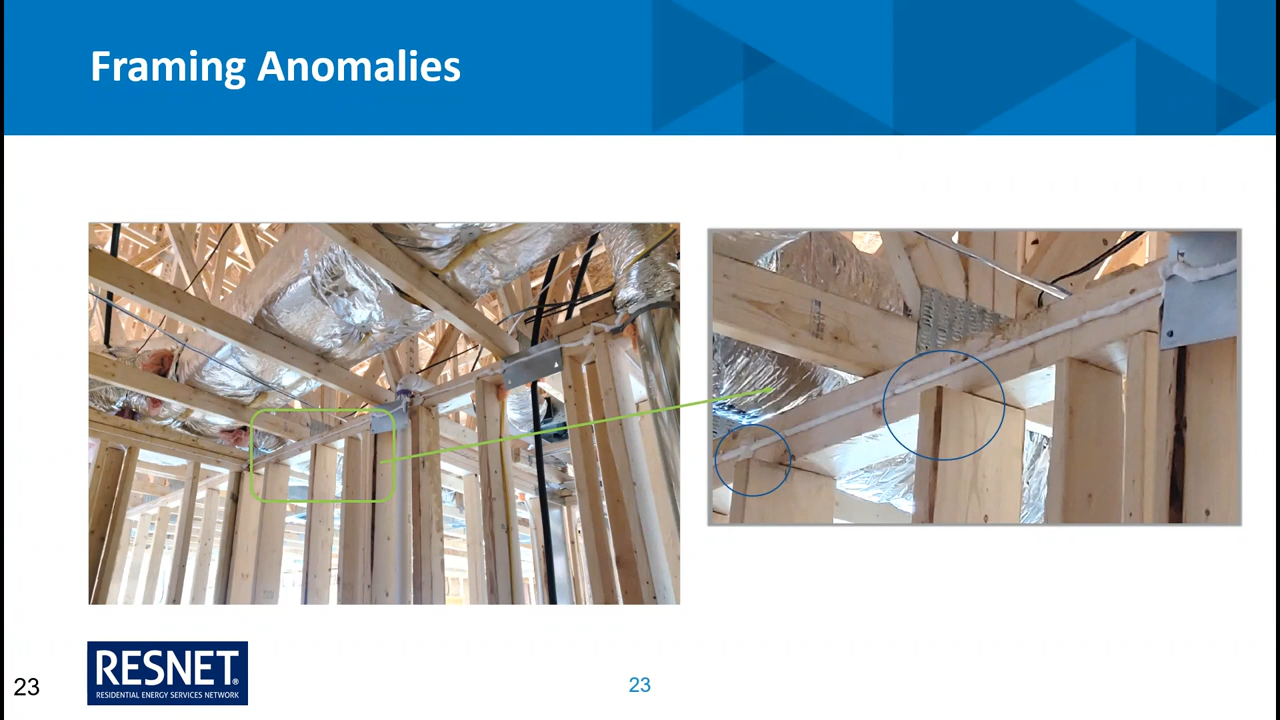 Framing Anomalies
RESNET®
RESIDENTIAL ENERGY SERVICES NETWORK
23
23